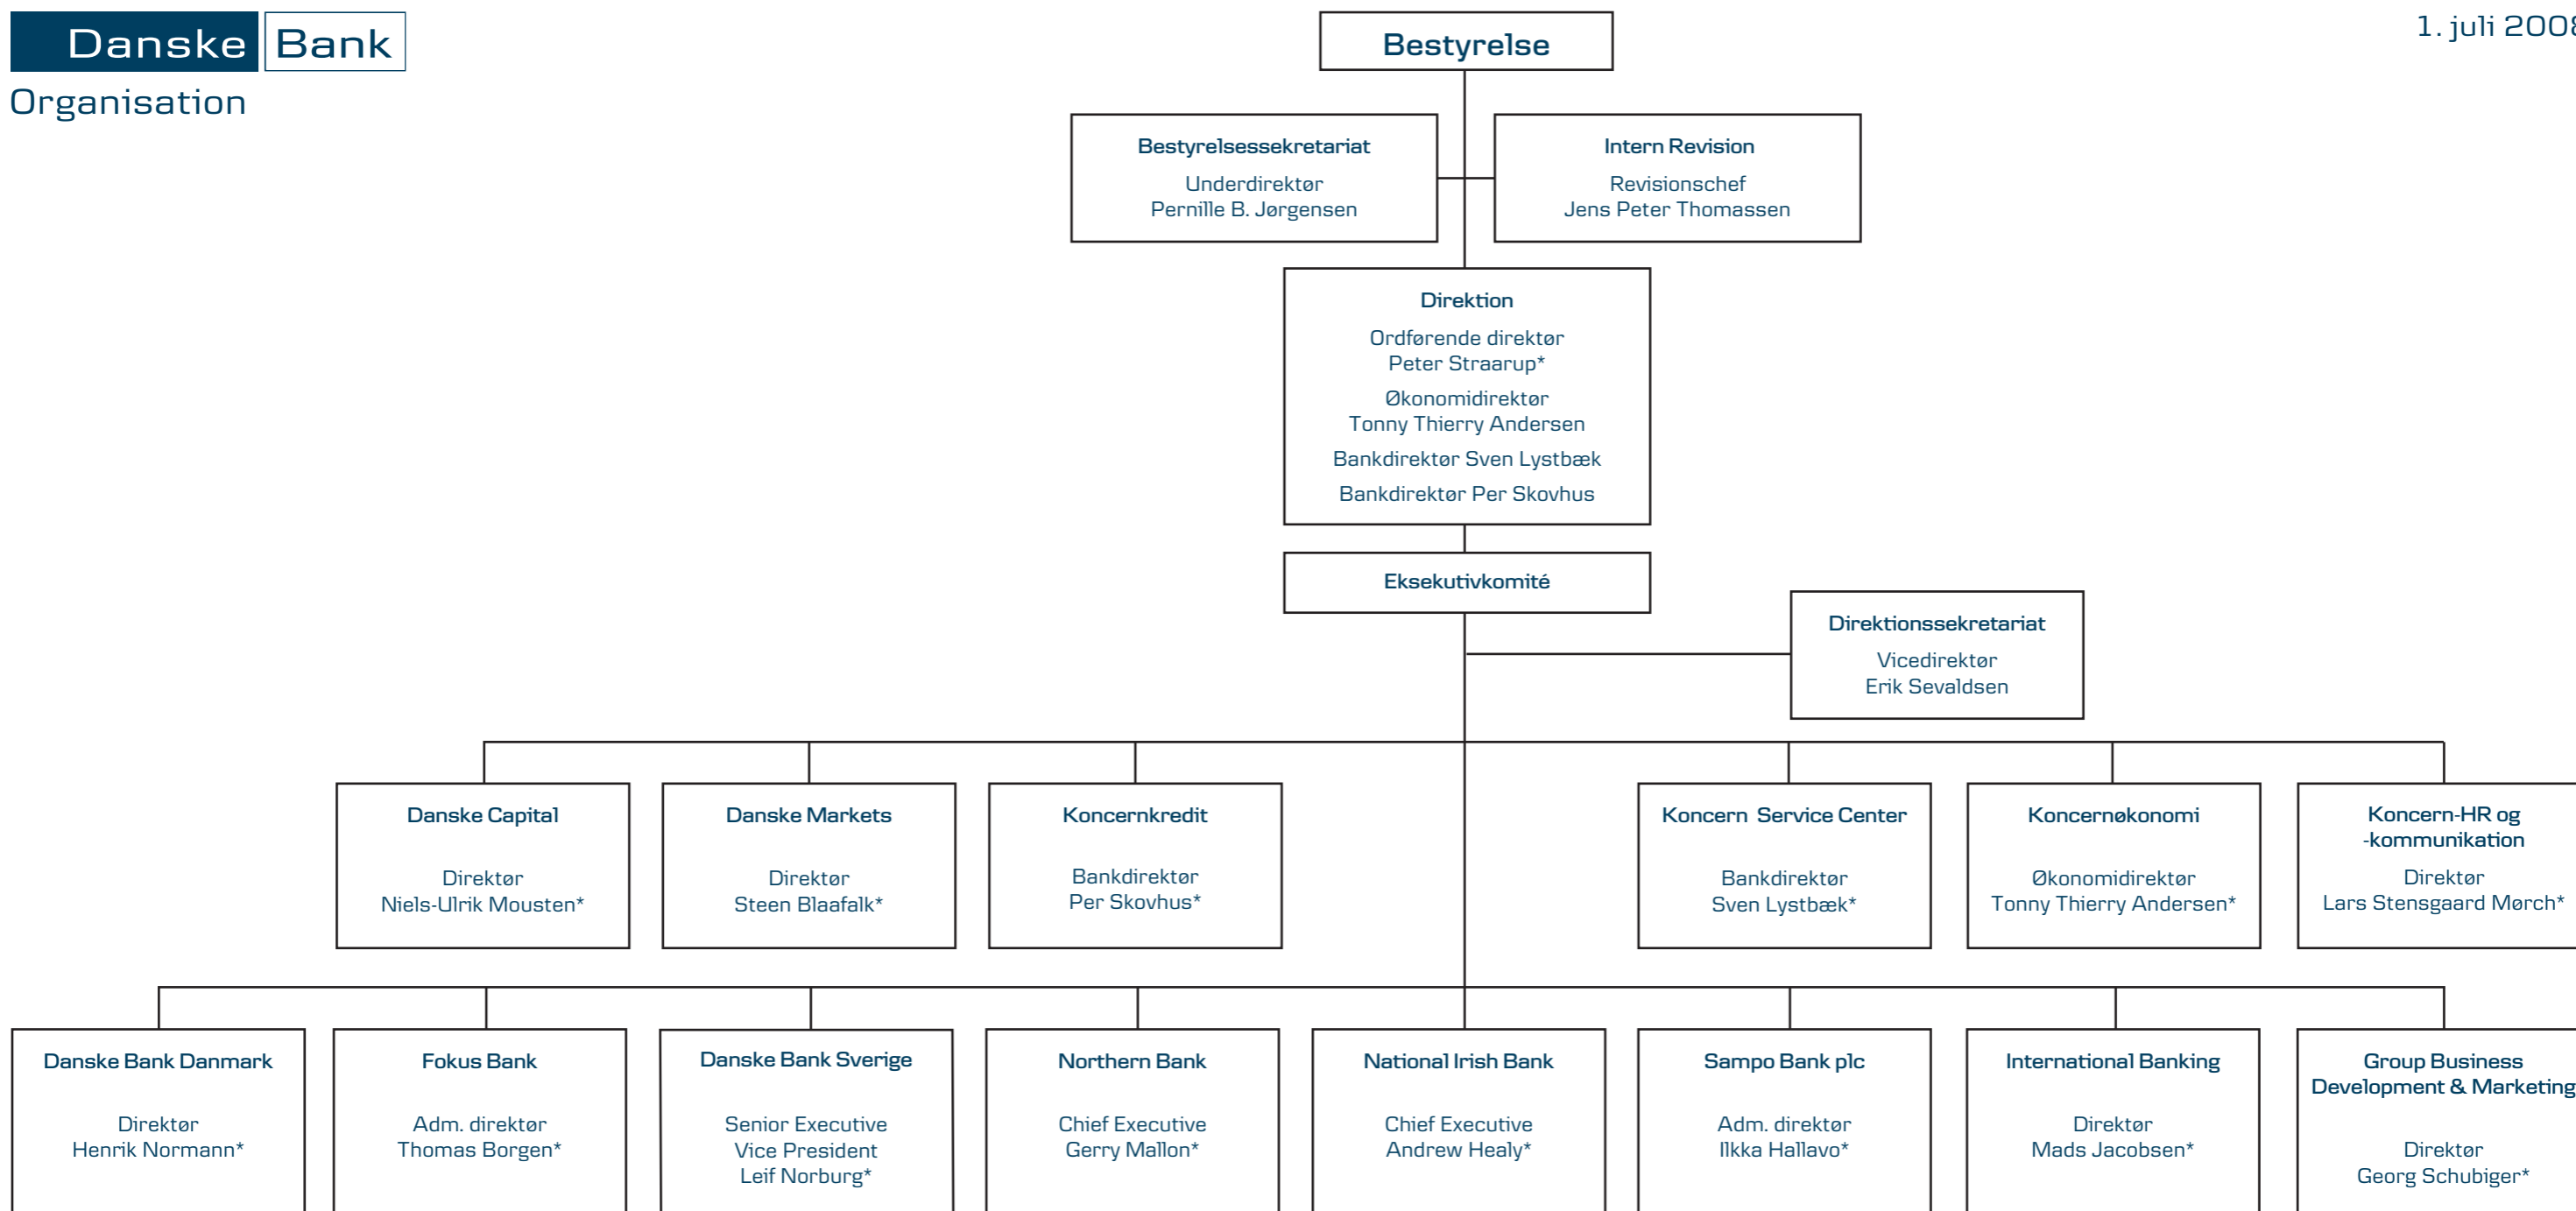 Danske Bank
1. juli 2008
Organisation
Bestyrelse
Bestyrelsessekretariat
Underdirektør
Pernille B. Jørgensen
Intern Revision
Revisionschef
Jens Peter Thomassen
Direktion
Ordførende direktør
Peter Straarup*
Økonomidirektør
Tonny Thierry Andersen
Bankdirektør Sven Lystbæk
Bankdirektør Per Skovhus
Eksekutivkomité
Direktionssekretariat
Vicedirektør
Erik Sevaldsen
Danske Capital
Direktør
Niels-Ulrik Mousten*
Danske Markets
Direktør
Steen Blaafalk*
Koncernkredit
Bankdirektør
Per Skovhus*
Koncern Service Center
Bankdirektør
Sven Lystbæk*
Koncernøkonomi
Økonomidirektør
Tonny Thierry Andersen*
Koncern-HR og
-kommunikation
Direktør
Lars Stensgaard Mørch*
Danske Bank Danmark
Direktør
Henrik Normann*
Fokus Bank
Adm. direktør
Thomas Borgen*
Danske Bank Sverige
Senior Executive
Vice President
Leif Norburg*
Northern Bank
Chief Executive
Gerry Mallon*
National Irish Bank
Chief Executive
Andrew Healy*
Sampo Bank plc
Adm. direktør
Ilkka Hallavo*
International Banking
Direktør
Mads Jacobsen*
Group Business
Development & Marketing
Direktør
Georg Schubiger*